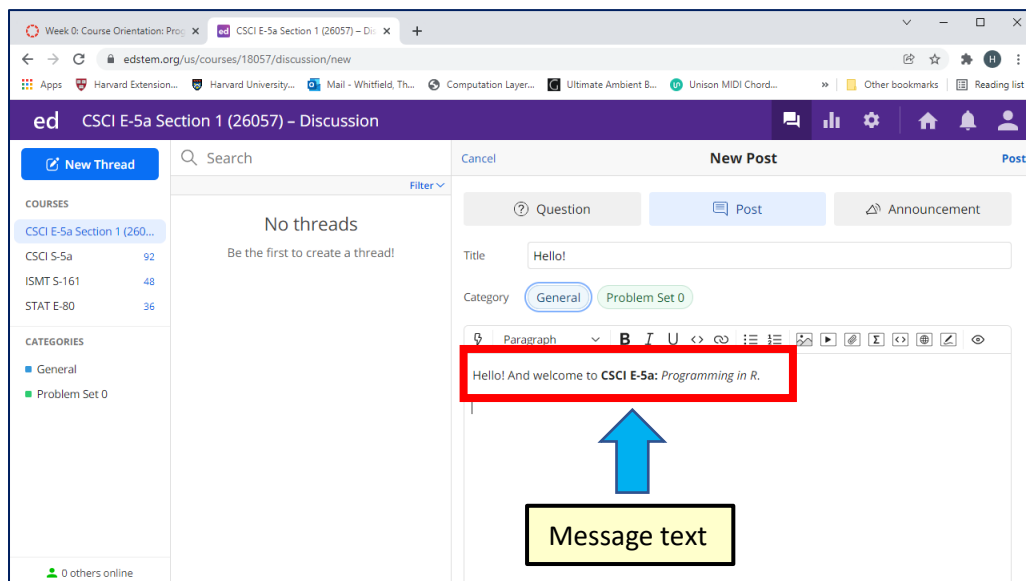 Week 0: Course Orientation: Prog
CSCI E-5a Section 1 (26057) – Dis
edstem.org/us/courses/18057/discussion/new
H
Apps
Harvard Extension...
Harvard University...
Mail - Whitfield, Th...
Computation Layer...
Ultimate Ambient B...
Unison MIDI Chord...
»
Other bookmarks
Reading list
ed CSCI E-5a Section 1 (26057) – Discussion
New Thread
Search
Cancel
New Post
Post
Filter
COURSES
CSCI E-5a Section 1 (260...
CSCI S-5a 92
ISMT S-161 48
STAT E-80 36
CATEGORIES
General
Problem Set 0
0 others online
No threads
Be the first to create a thread!
Question
Post
Announcement
Title Hello!
Category General Problem Set 0
Paragraph B I U
Hello! And welcome to CSCI E-5a: Programming in R.
Message text